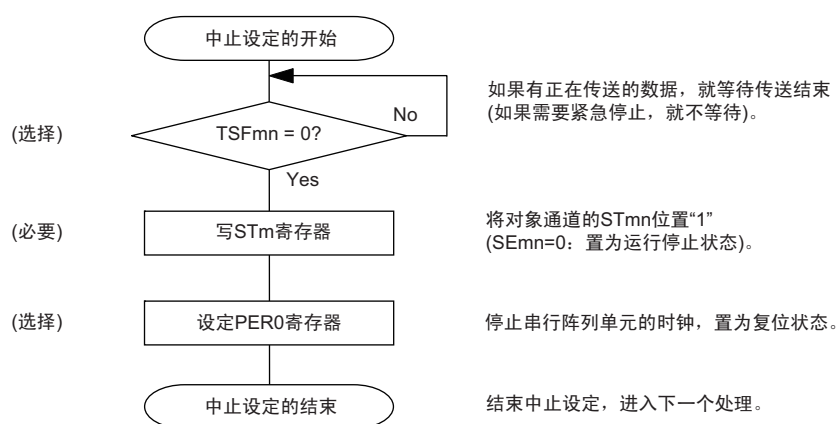 中止设定的开始
如果有正在传送的数据，就等待传送结束
(如果需要紧急停止，就不等待)。
No
(选择)
TSFmn = 0?
Yes
(必要)
写STm寄存器
将对象通道的STmn位置“1”
(SEmn=0：置为运行停止状态)。
(选择)
设定PER0寄存器
停止串行阵列单元的时钟，置为复位状态。
中止设定的结束
结束中止设定，进入下一个处理。